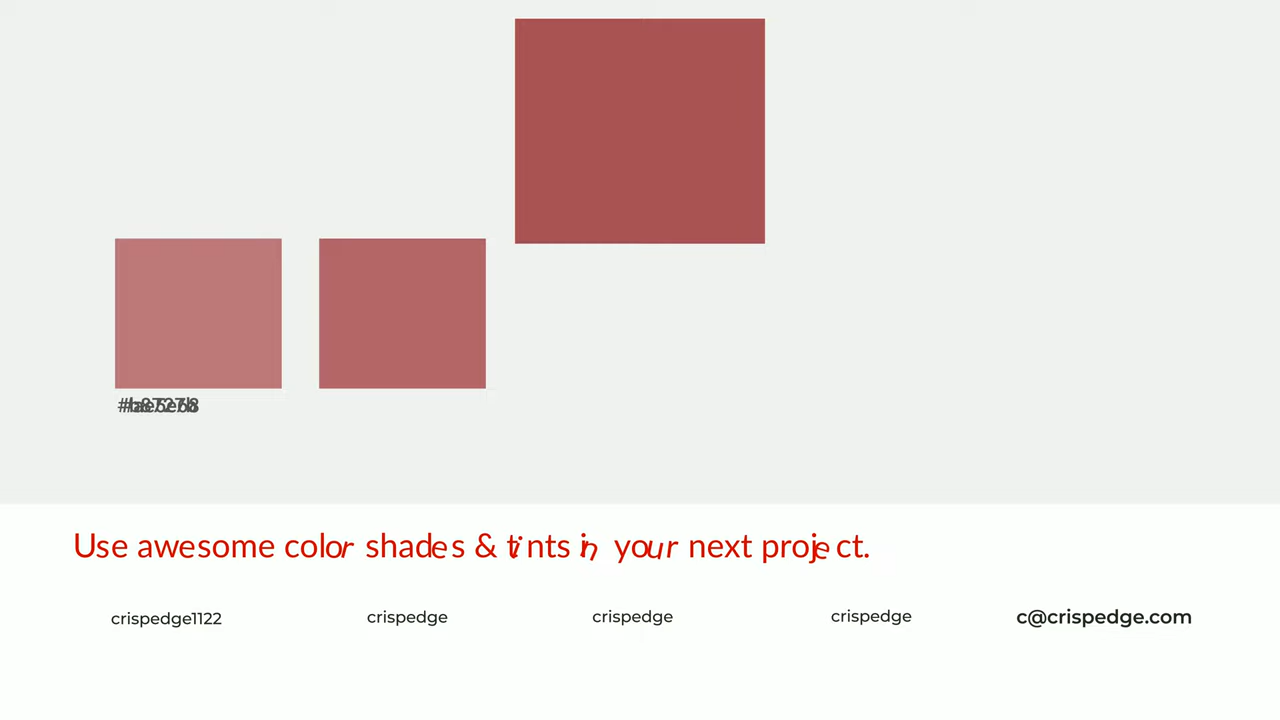 Use awesome color shades & tints in your next project.
crispedge1122 crispedge crispedge crispedge c@crispedge.com